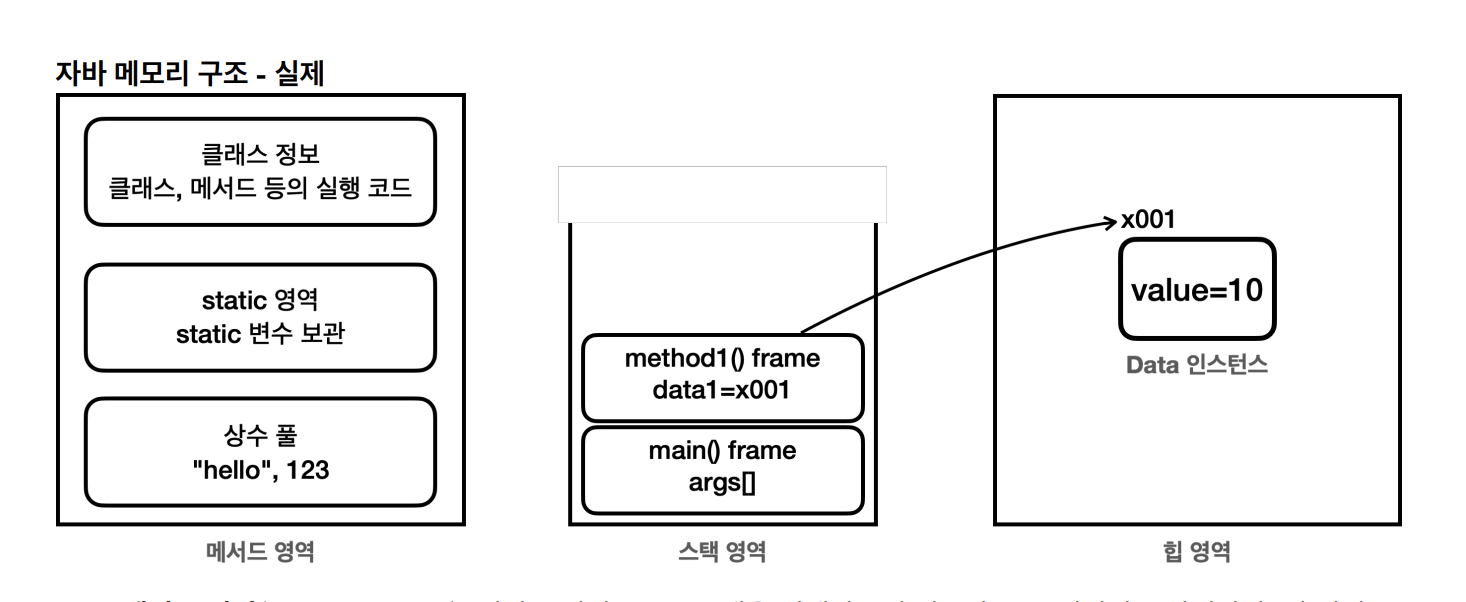 자바 메모리 구조 - 실제
클래스 정보
클래스, 메서드 등의 실행 코드
static 영역
static 변수 보관
상수 풀
"hello", 123
메서드 영역
method1() frame
data1=x001
main() frame
args[]
스택 영역
x001
value=10
Data 인스턴스
힙 영역